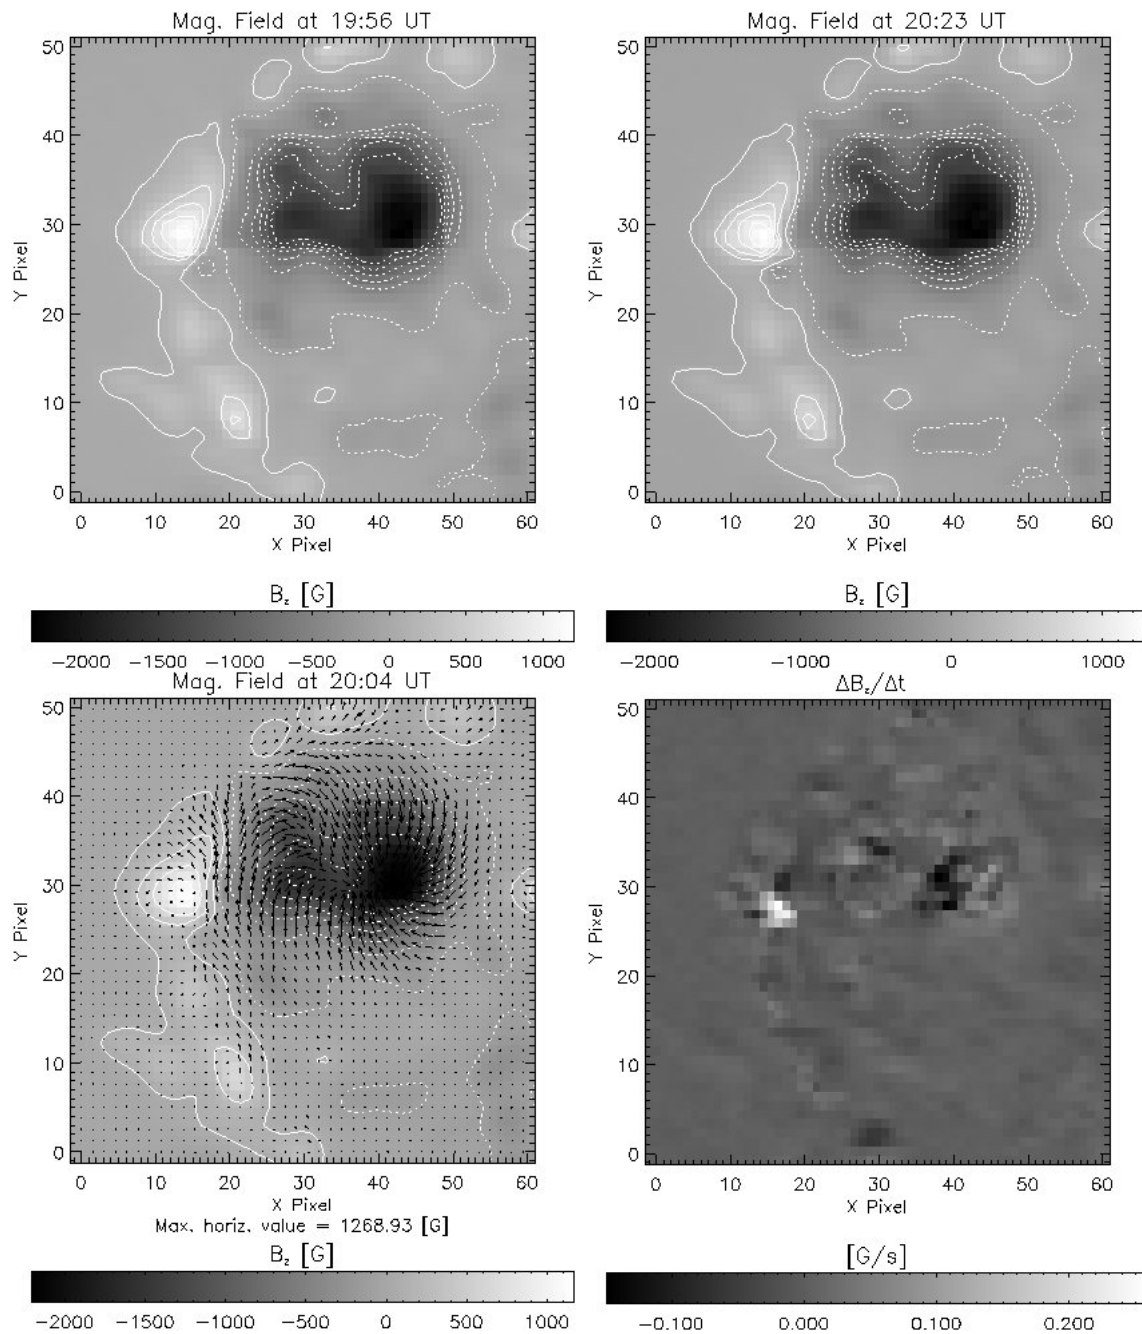 Mag. Field at 19:56 UT
50
40
30
20
10
0
Y Pixel
0 10 20 30 40 50 60
X Pixel
Bz [G]
−2000 −1500 −1000 −500 0 500 1000
Mag. Field at 20:23 UT
50
40
30
20
10
0
Y Pixel
0 10 20 30 40 50 60
X Pixel
Bz [G]
−2000 −1000 0 1000
Mag. Field at 20:04 UT
50
40
30
20
10
0
Y Pixel
0 10 20 30 40 50 60
X Pixel
Max. horiz. value = 1268.93 [G]
Bz [G]
−2000 −1500 −1000 −500 0 500 1000
ΔBz/Δt
50
40
30
20
10
0
Y Pixel
0 10 20 30 40 50 60
X Pixel
[G/s]
−0.100 0.000 0.100 0.200